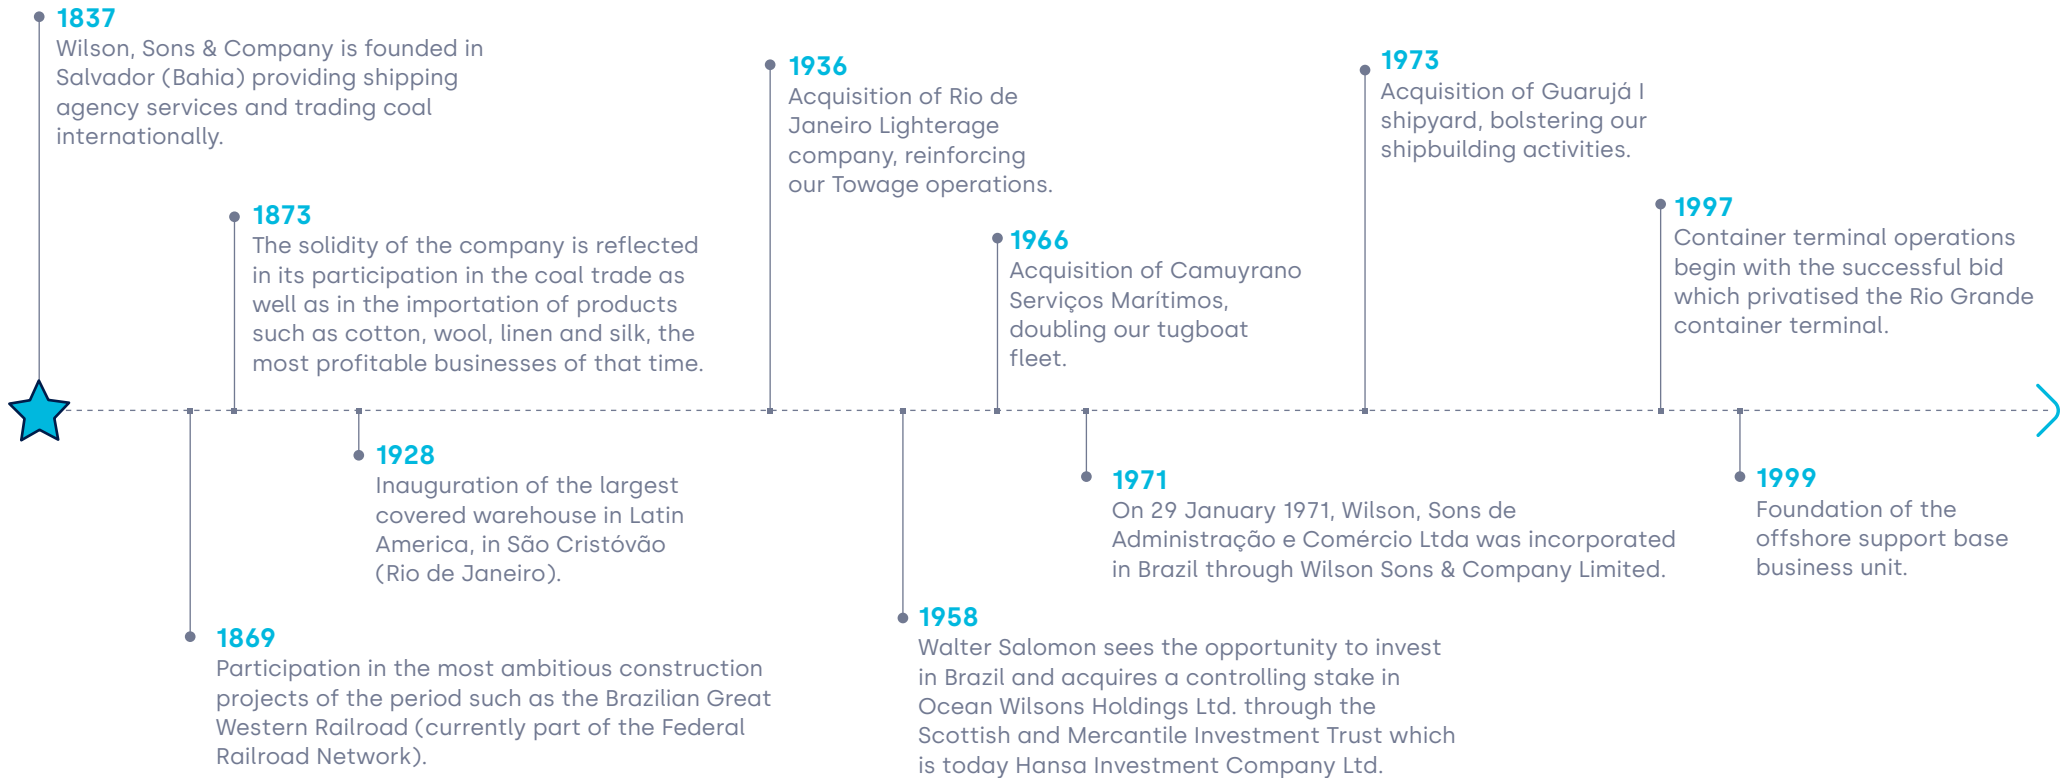 1837
Wilson, Sons & Company is founded in
Salvador (Bahia) providing shipping
agency services and trading coal
internationally.
1869
Participation in the most ambitious construction
projects of the period such as the Brazilian Great
Western Railroad (currently part of the Federal
Railroad Network).
1873
The solidity of the company is reflected
in its participation in the coal trade as
well as in the importation of products
such as cotton, wool, linen and silk, the
most profitable businesses of that time.
1928
Inauguration of the largest
covered warehouse in Latin
America, in São Cristóvão
(Rio de Janeiro).
1936
Acquisition of Rio de
Janeiro Lighterage
company, reinforcing
our Towage operations.
1958
Walter Salomon sees the opportunity to invest
in Brazil and acquires a controlling stake in
Ocean Wilsons Holdings Ltd. through the
Scottish and Mercantile Investment Trust which
is today Hansa Investment Company Ltd.
1966
Acquisition of Camuyrano
Serviços Marítimos,
doubling our tugboat
fleet.
1971
On 29 January 1971, Wilson, Sons de
Administração e Comércio Ltda was incorporated
in Brazil through Wilson Sons & Company Limited.
1973
Acquisition of Guarujá I
shipyard, bolstering our
shipbuilding activities.
1997
Container terminal operations
begin with the successful bid
which privatised the Rio Grande
container terminal.
1999
Foundation of the
offshore support base
business unit.